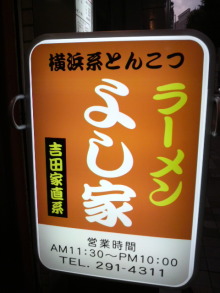 横浜系とんこつ
ラーメン
よし家
吉田家直系
営業時間
AM11:30～PM10:00
TEL. 291-4311